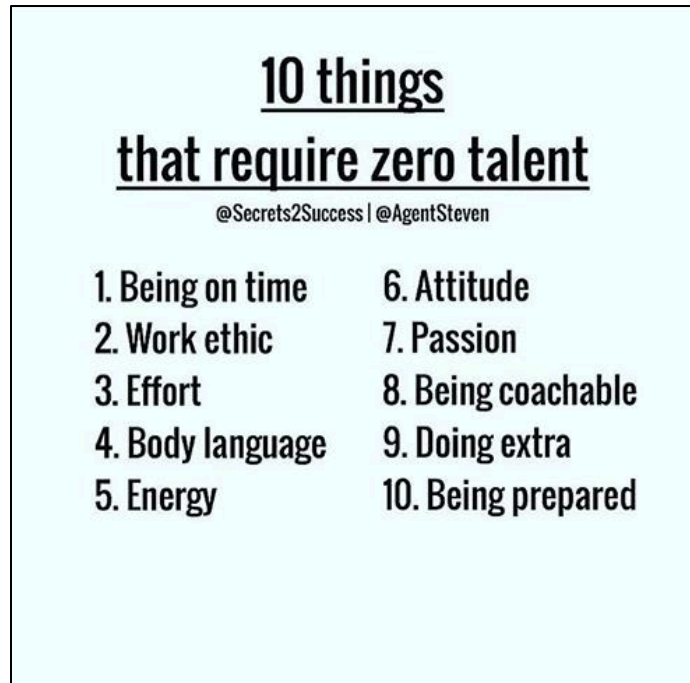 10 things
that require zero talent
@Secrets2Success | @AgentSteven
1. Being on time
2. Work ethic
3. Effort
4. Body language
5. Energy
6. Attitude
7. Passion
8. Being coachable
9. Doing extra
10. Being prepared